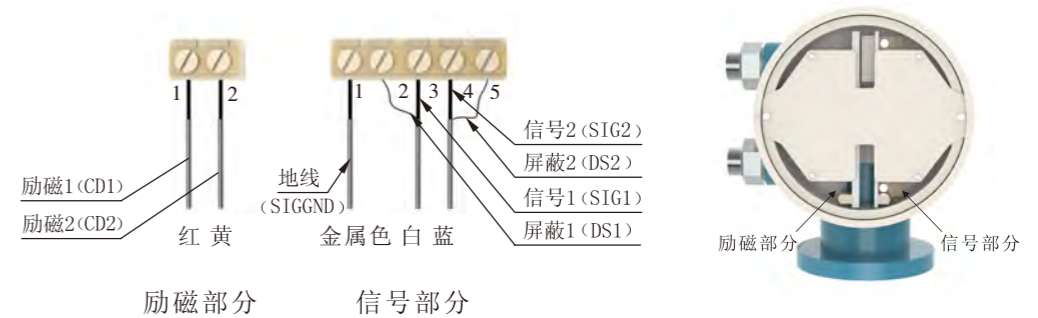 1 2
1 2 3 4 5
励磁1(CD1)
励磁2(CD2)
红 黄
励磁部分
地线
(SIGGND)
金属色 白 蓝
信号部分
信号2(SIG2)
屏蔽2(DS2)
信号1(SIG1)
屏蔽1(DS1)
励磁部分
信号部分